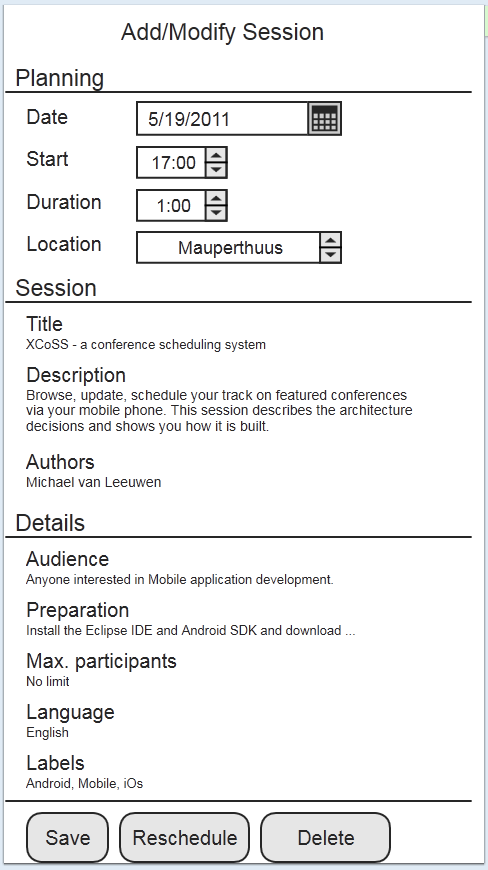 Add/Modify Session
Planning
Date
5/19/2011
Start
17:00
Duration
1:00
Location
Mauperthuus
Session
Title
XCoSS - a conference scheduling system
Description
Browse, update, schedule your track on featured conferences
via your mobile phone. This session describes the architecture
decisions and shows you how it is built.
Authors
Michael van Leeuwen
Details
Audience
Anyone interested in Mobile application development.
Preparation
Install the Eclipse IDE and Android SDK and download ...
Max. participants
No limit
Language
English
Labels
Android, Mobile, iOs
Save
Reschedule
Delete